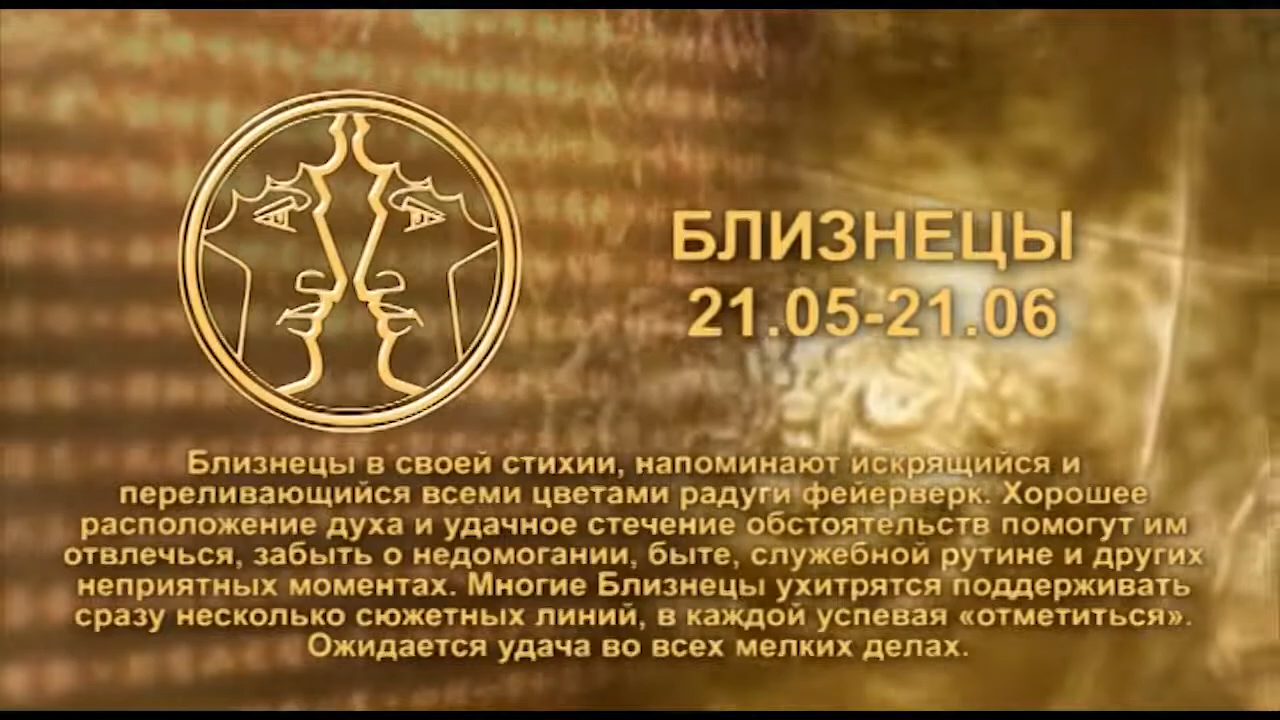 БЛИЗНЕЦЫ
21.05-21.06
Близнецы в своей стихии, напоминают искрящийся и
переливающийся всеми цветами радуги фейерверк. Хорошее
расположение духа и удачное стечение обстоятельств помогут им
отвлечься, забыть о недомогании, быте, служебной рутине и других
неприятных моментах. Многие Близнецы ухитрятся поддерживать
сразу несколько сюжетных линий, в каждой успевая «отметиться».
Ожидается удача во всех мелких делах.